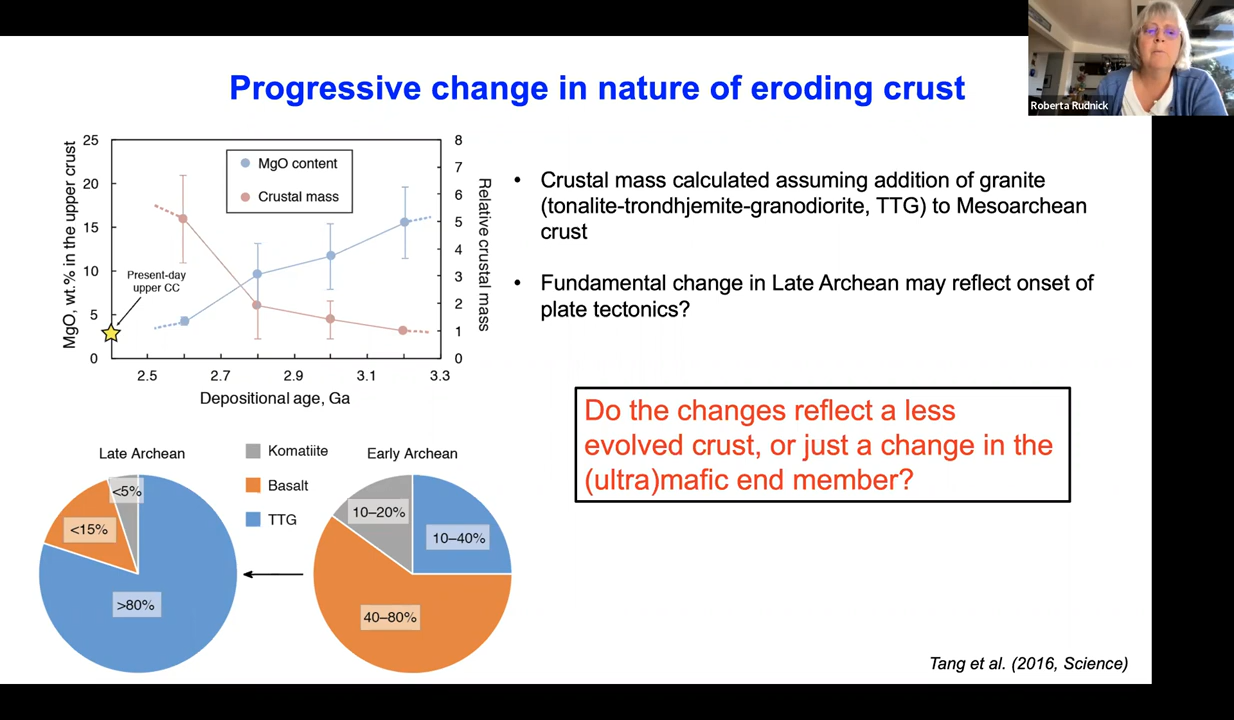 Roberta Rudnick
Progressive change in nature of eroding crust
MgO, wt.% in the upper crust
25
20
15
10
5
0
MgO content
Crustal mass
Present-day
upper CC
8
7
6
5
4
3
2
1
0
Relative crustal mass
2.5
2.7
2.9
3.1
3.3
Depositional age, Ga
• Crustal mass calculated assuming addition of granite
(tonalite-trondhjemite-granodiorite, TTG) to Mesoarchean
crust
• Fundamental change in Late Archean may reflect onset of
plate tectonics?
Do the changes reflect a less
evolved crust, or just a change in the
(ultra)mafic end member?
Late Archean
<5%
<15%
>80%
Komatiite
Basalt
TTG
Early Archean
10–20%
10–40%
40–80%
Tang et al. (2016, Science)